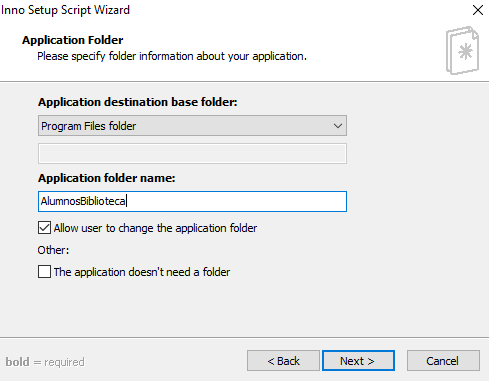 Inno Setup Script Wizard
Application Folder
Please specify folder information about your application.
Application destination base folder:
Program Files folder
Application folder name:
AlumnosBiblioteca
Allow user to change the application folder
Other:
The application doesn't need a folder
bold = required
< Back
Next >
Cancel